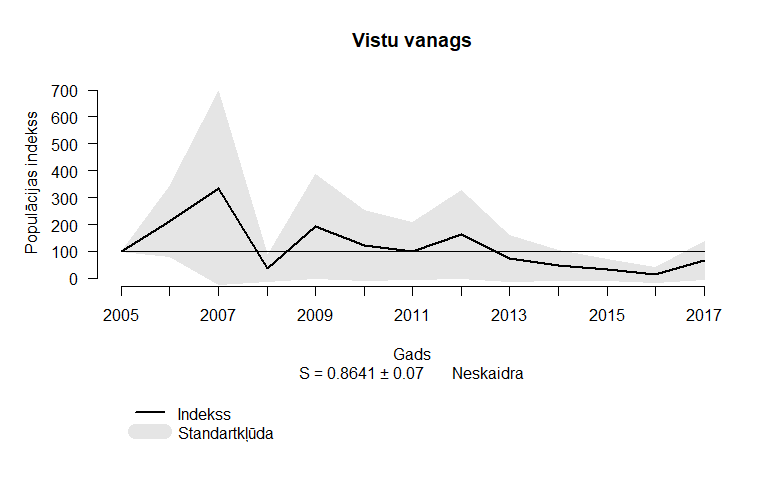 Vistu vanags
Populācijas indekss
700
600
500
400
300
200
100
0
2005 2007 2009 2011 2013 2015 2017
Gads
S = 0.8641 ± 0.07 Neskaidra
Indekss
Standartkļūda